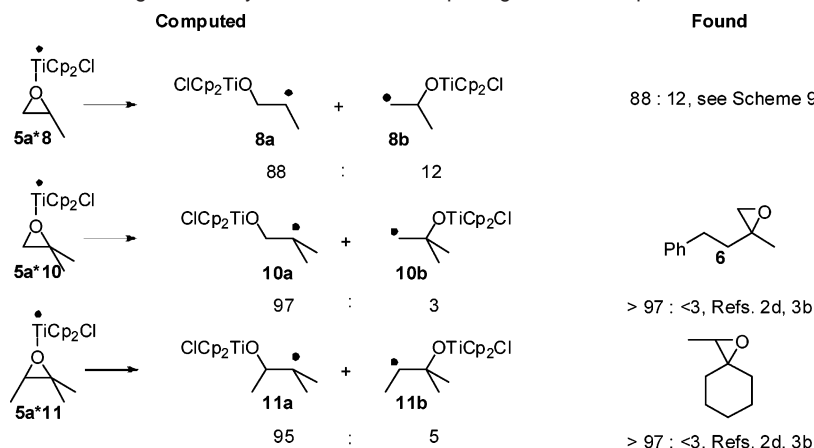 Computed Found
TiCp2Cl
O
5a*8
ClCp2TiO
8a
+
OTiCp2Cl
8b
88 : 12, see Scheme 9
88 : 12
TiCp2Cl
O
5a*10
ClCp2TiO
10a
+
OTiCp2Cl
10b
O
Ph
6
97 : 3
> 97 : <3, Refs. 2d, 3b
TiCp2Cl
O
5a*11
ClCp2TiO
11a
+
OTiCp2Cl
11b
O
95 : 5
> 97 : <3, Refs. 2d, 3b